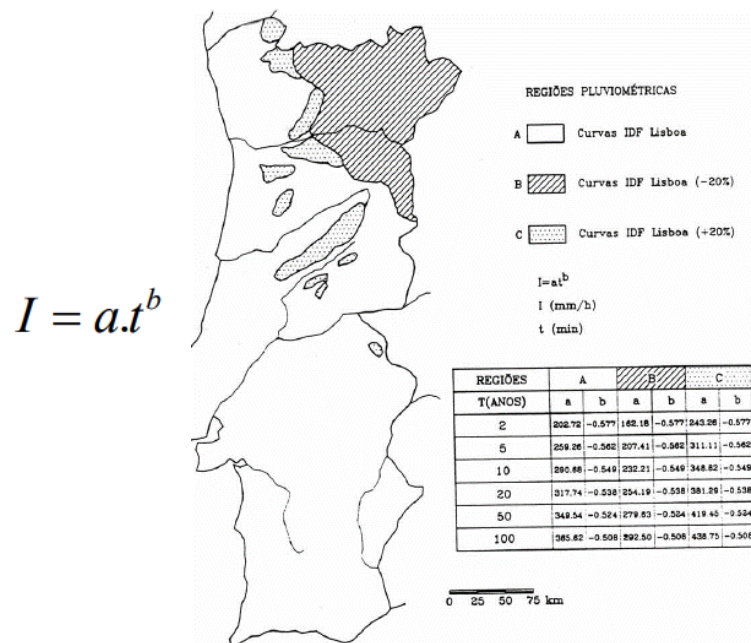 I = a.t^b
REGIÕES PLUVIOMÉTRICAS
A Curvas IDF Lisboa
B Curvas IDF Lisboa (-20%)
C Curvas IDF Lisboa (+20%)
I=at^b
I (mm/h)
t (min)
REGIÕES A B C
T(ANOS) a b a b a b
2 202.72 -0.577 162.18 -0.577 243.26 -0.577
5 259.26 -0.562 207.41 -0.562 311.11 -0.562
10 290.68 -0.549 232.21 -0.549 348.82 -0.549
20 317.74 -0.538 254.19 -0.538 381.29 -0.538
50 349.54 -0.524 279.63 -0.524 419.45 -0.524
100 365.62 -0.508 292.50 -0.508 438.75 -0.508
0 25 50 75 km